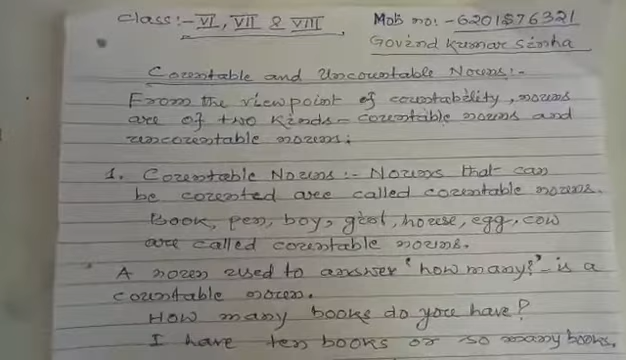 Class:- VI, VII & VIII
Mob no:- 6201876321
Govind Kumar Sinha
Countable and Uncountable Nouns:-
From the viewpoint of countability, nouns
are of two kinds - countable nouns and
uncountable nouns:
1. Countable Nouns:- Nouns that can
be counted are called countable nouns.
Book, pen, boy, girl, house, egg, cow
are called countable nouns.
A noun used to answer 'how many?' - is a
countable noun.
How many books do you have?
I have ten books or so many books.